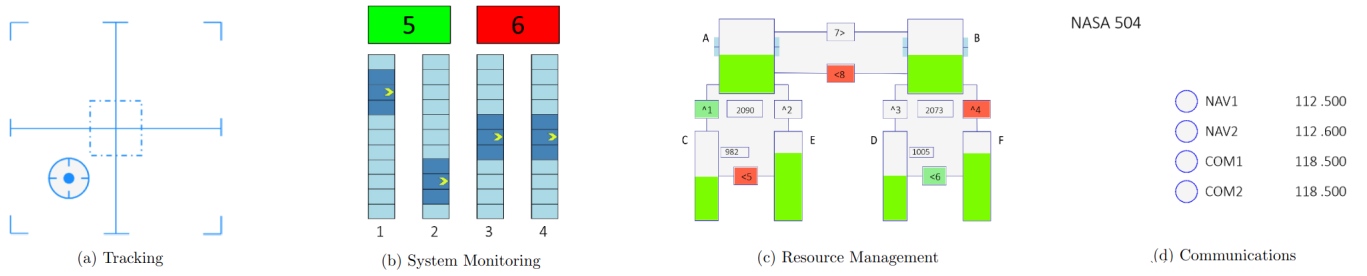 5 6
1 2 3 4
A B
7>
<8
^1 2090 ^2 ^3 2073 ^4
C E D F
982 1005
<5 <6
NASA 504
NAV1 112.500
NAV2 112.600
COM1 118.500
COM2 118.500
(a) Tracking
(b) System Monitoring
(c) Resource Management
(d) Communications